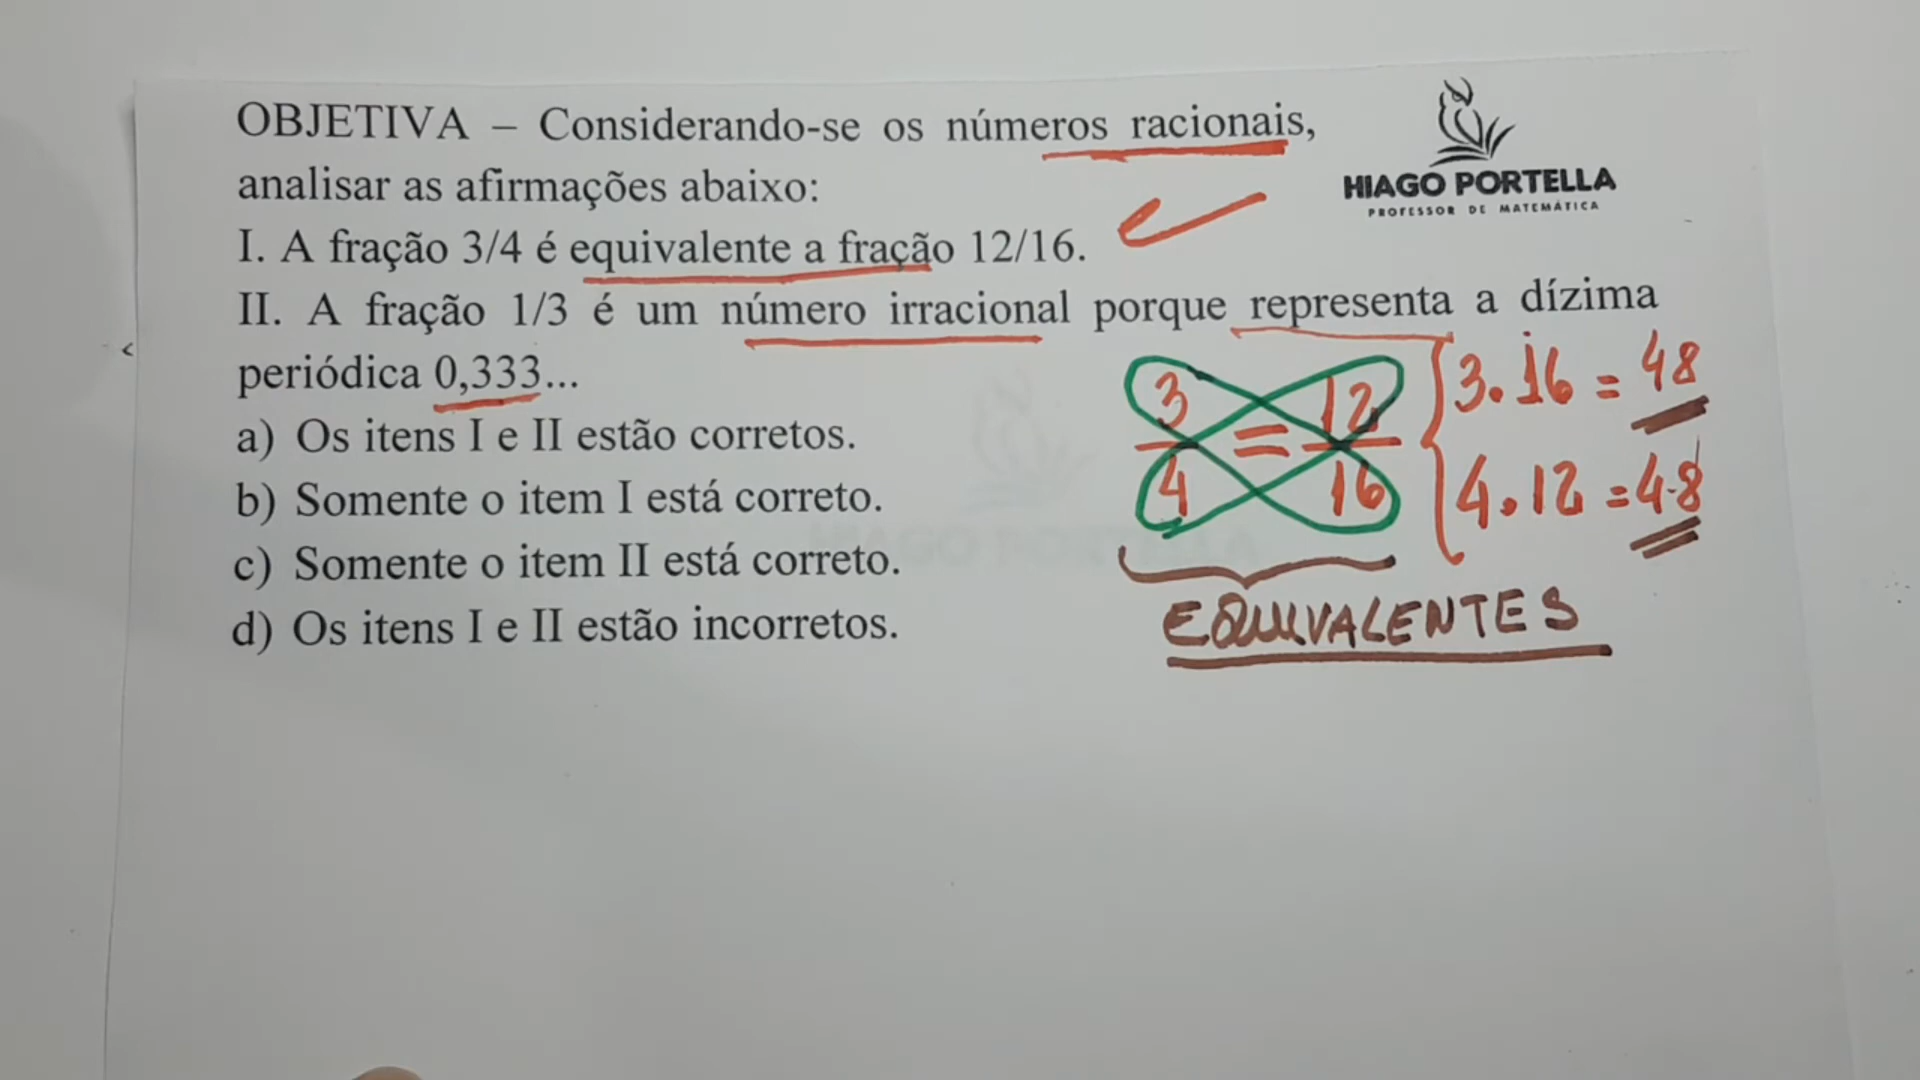 OBJETIVA – Considerando-se os números racionais,
analisar as afirmações abaixo:
I. A fração 3/4 é equivalente a fração 12/16.
II. A fração 1/3 é um número irracional porque representa a dízima
periódica 0,333...
a) Os itens I e II estão corretos.
b) Somente o item I está correto.
c) Somente o item II está correto.
d) Os itens I e II estão incorretos.
HIAGO PORTELLA
PROFESSOR DE MATEMÁTICA
3/4 = 12/16
3.16 = 48
4.12 = 48
EQUIVALENTES